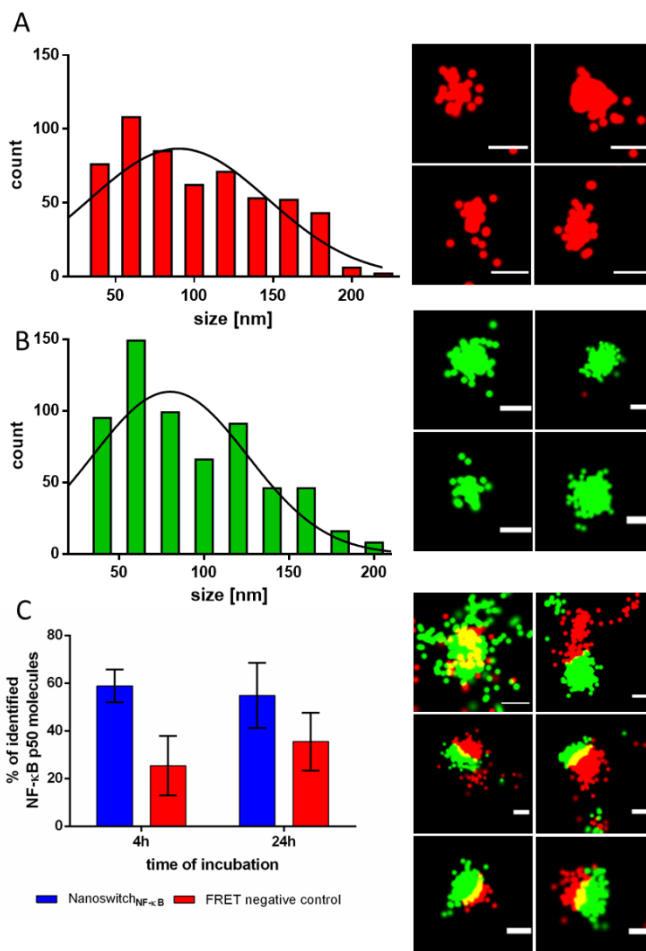 A
150
100
50
0
count
50
100
150
200
size [nm]
B
150
100
50
0
count
50
100
150
200
size [nm]
C
80
60
40
20
0
% of identified
NF-κB p50 molecules
4h
24h
time of incubation
Nanoswitch NF-κB
FRET negative control